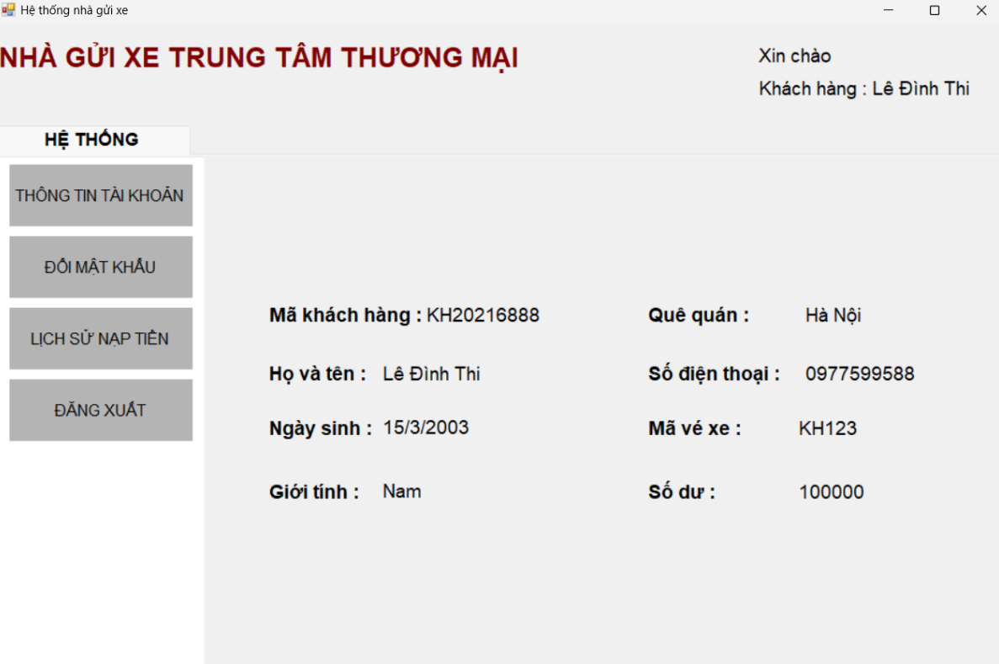 Hệ thống nhà gửi xe
NHÀ GỬI XE TRUNG TÂM THƯƠNG MẠI
Xin chào
Khách hàng : Lê Đình Thi
HỆ THỐNG
THÔNG TIN TÀI KHOẢN
ĐỔI MẬT KHẨU
LỊCH SỬ NẠP TIỀN
ĐĂNG XUẤT
Mã khách hàng : KH20216888
Quê quán : Hà Nội
Họ và tên : Lê Đình Thi
Số điện thoại : 0977599588
Ngày sinh : 15/3/2003
Mã vé xe : KH123
Giới tính : Nam
Số dư : 100000